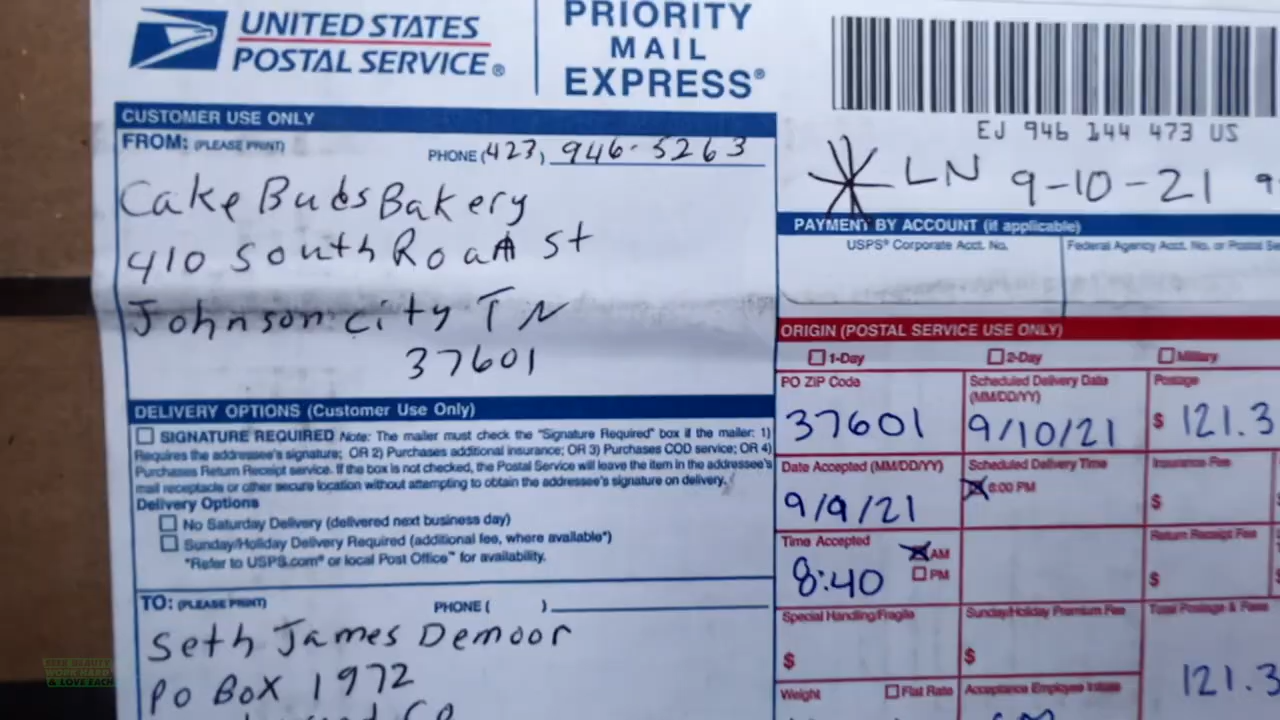 UNITED STATES
POSTAL SERVICE®
PRIORITY
MAIL
EXPRESS®
EJ 946 144 473 US
LN 9-10-21
CUSTOMER USE ONLY
FROM: (PLEASE PRINT)
PHONE (423) 946-5263
Cake Buds Bakery
410 South Roan St
Johnson City TN
37601
PAYMENT BY ACCOUNT (if applicable)
USPS® Corporate Acct. No.
Federal Agency Acct. No. or Postal Se
ORIGIN (POSTAL SERVICE USE ONLY)
1-Day
2-Day
Military
PO ZIP Code
37601
Scheduled Delivery Date
(MM/DD/YY)
9/10/21
Postage
$ 121.3
DELIVERY OPTIONS (Customer Use Only)
SIGNATURE REQUIRED Note: The mailer must check the "Signature Required" box if the mailer: 1)
Requires the addressee's signature; OR 2) Purchases additional insurance; OR 3) Purchases COD service; OR 4)
Purchases Return Receipt service. If the box is not checked, the Postal Service will leave the item in the addressee's
mail receptacle or other secure location without attempting to obtain the addressee's signature on delivery.
Delivery Options
No Saturday Delivery (delivered next business day)
Sunday/Holiday Delivery Required (additional fee, where available*)
*Refer to USPS.com® or local Post Office™ for availability.
Date Accepted (MM/DD/YY)
9/9/21
Scheduled Delivery Time
6:00 PM
Insurance Fee
$
Time Accepted
8:40
AM
PM
Return Receipt Fee
$
Special Handling/Fragile
$
Sunday/Holiday Premium Fee
$
Total Postage & Fees
121.3
Weight
Flat Rate
Acceptance Employee Initials
TO: (PLEASE PRINT)
PHONE ( )
Seth James Demoor
PO Box 1972
Co
SEEK BEAUTY
WORK HARD
& LOVE EACH